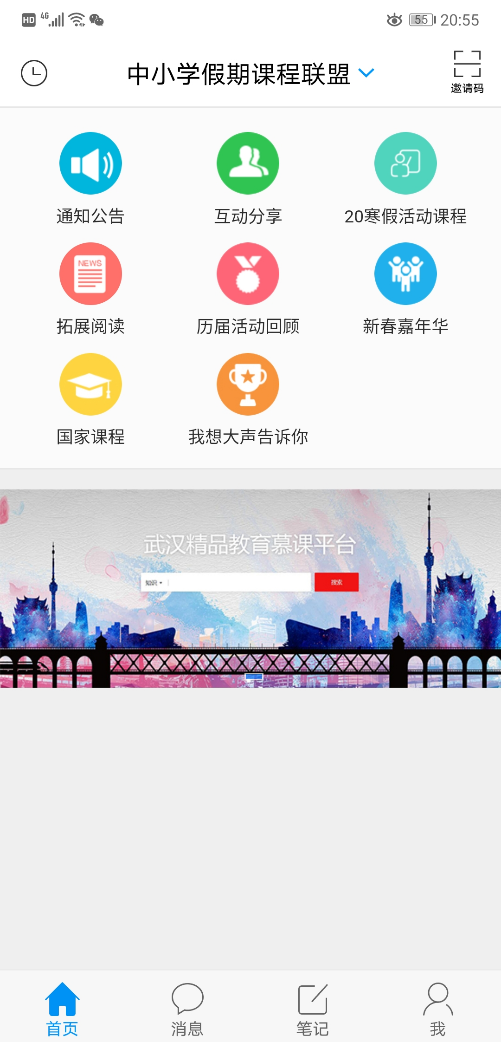 HD 4G 55 20:55
中小学假期课程联盟
邀请码
通知公告 互动分享 20寒假活动课程
NEWS
拓展阅读 历届活动回顾 新春嘉年华
国家课程 我想大声告诉你
武汉精品教育慕课平台
知识 搜索
首页 消息 笔记 我